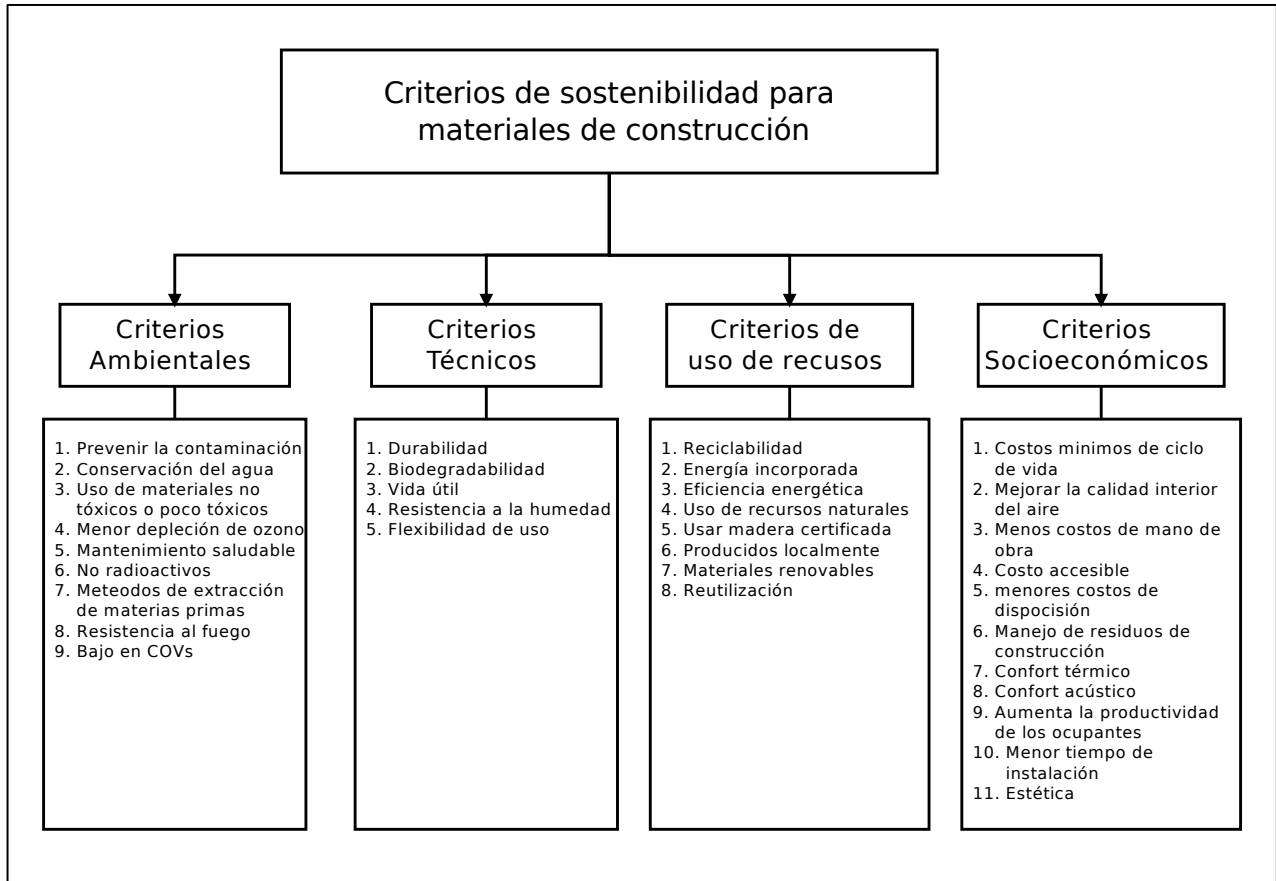 Criterios de sostenibilidad para
materiales de construcción
Criterios
Ambientales
1. Prevenir la contaminación
2. Conservación del agua
3. Uso de materiales no
tóxicos o poco tóxicos
4. Menor depleción de ozono
5. Mantenimiento saludable
6. No radioactivos
7. Meteodos de extracción
de materias primas
8. Resistencia al fuego
9. Bajo en COVs
Criterios
Técnicos
1. Durabilidad
2. Biodegradabilidad
3. Vida útil
4. Resistencia a la humedad
5. Flexibilidad de uso
Criterios de
uso de recusos
1. Reciclabilidad
2. Energía incorporada
3. Eficiencia energética
4. Uso de recursos naturales
5. Usar madera certificada
6. Producidos localmente
7. Materiales renovables
8. Reutilización
Criterios
Socioeconómicos
1. Costos minimos de ciclo
de vida
2. Mejorar la calidad interior
del aire
3. Menos costos de mano de
obra
4. Costo accesible
5. menores costos de
dispocisión
6. Manejo de residuos de
construcción
7. Confort térmico
8. Confort acústico
9. Aumenta la productividad
de los ocupantes
10. Menor tiempo de
instalación
11. Estética